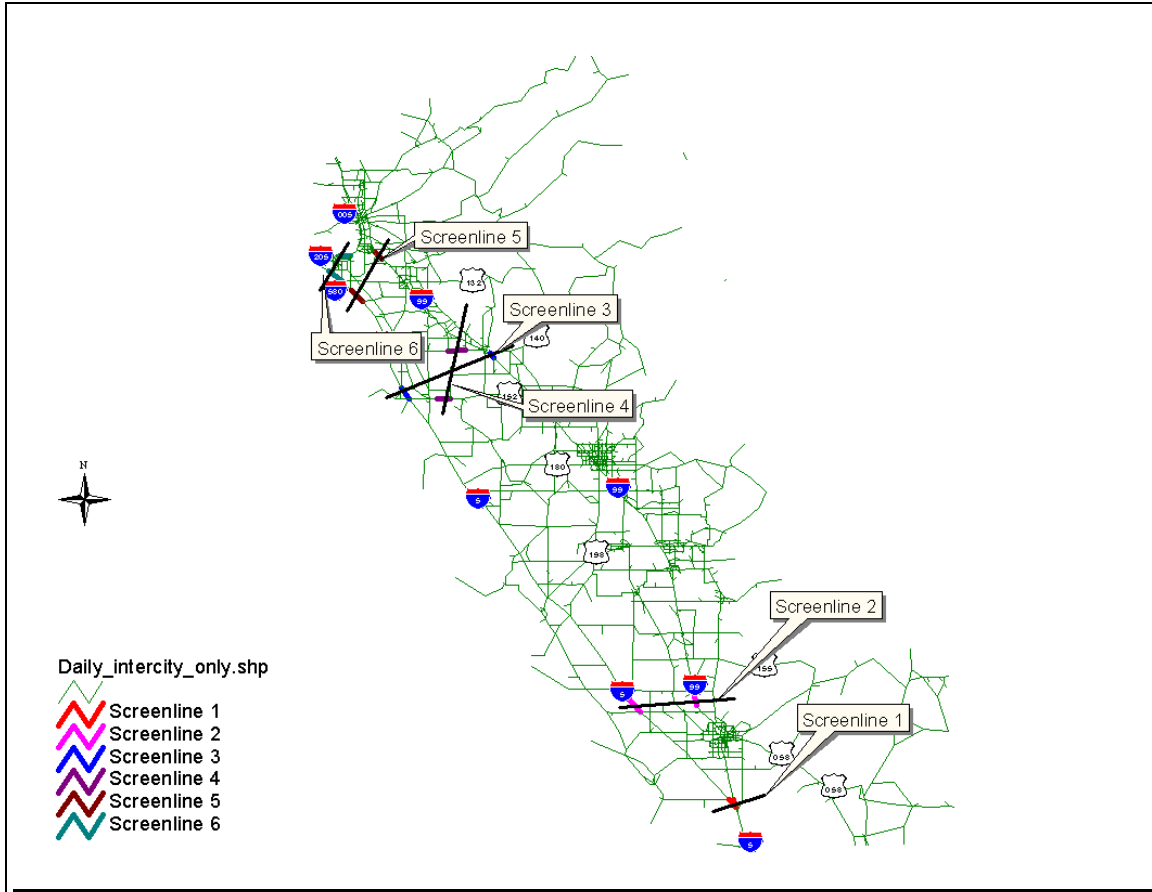 005
Screenline 5
205
580
132
99
Screenline 3
140
Screenline 6
152
Screenline 4
180
99
5
N
198
Screenline 2
155
99
5
Screenline 1
058
058
5
Daily_intercity_only.shp
Screenline 1
Screenline 2
Screenline 3
Screenline 4
Screenline 5
Screenline 6